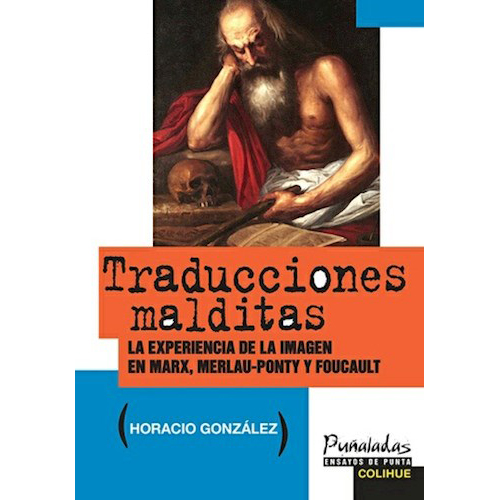 Traducciones
malditas
LA EXPERIENCIA DE LA IMAGEN
EN MARX, MERLAU-PONTY Y FOUCAULT
(HORACIO GONZÁLEZ)
Puñaladas
ENSAYOS DE PUNTA
COLIHUE